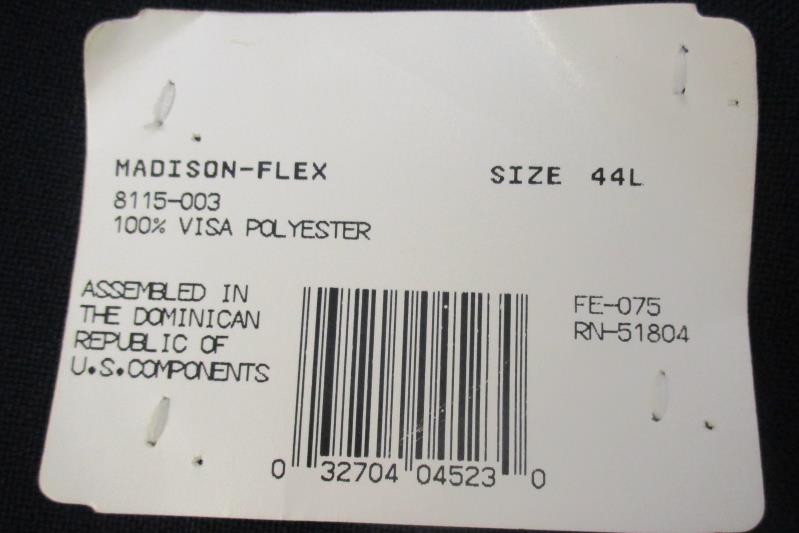 MADISON-FLEX SIZE 44L
8115-003
100% VISA POLYESTER
ASSEMBLED IN
THE DOMINICAN
REPUBLIC OF
U.S.COMPONENTS
FE-075
RN-51804
0 32704 04523 0